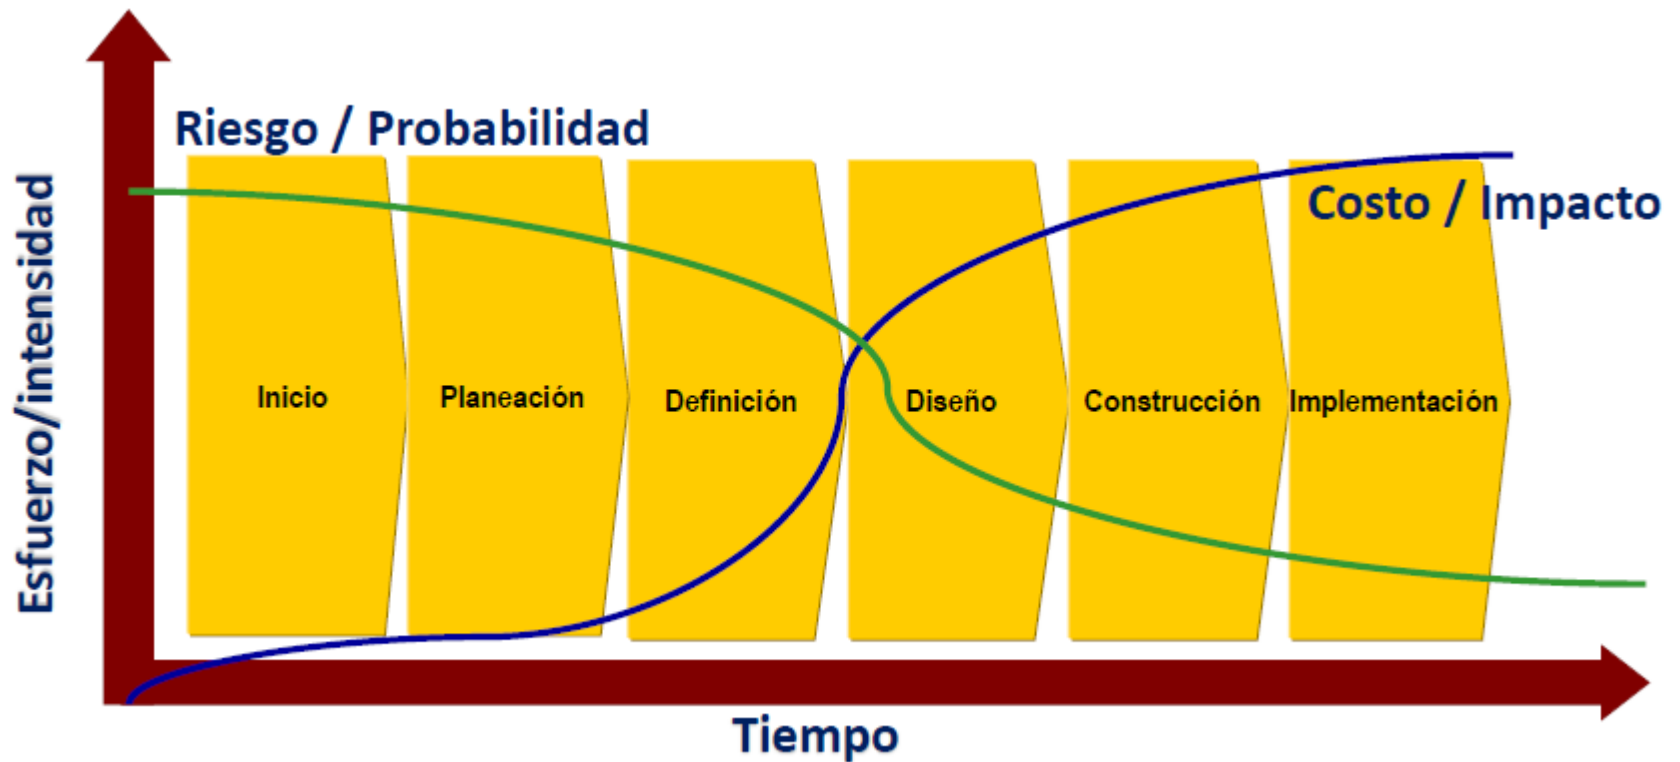 Riesgo / Probabilidad
Costo / Impacto
Esfuerzo/intensidad
Inicio
Planeación
Definición
Diseño
Construcción
Implementación
Tiempo